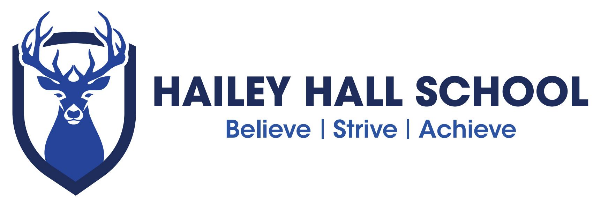 HAILEY HALL SCHOOL
Believe | Strive | Achieve